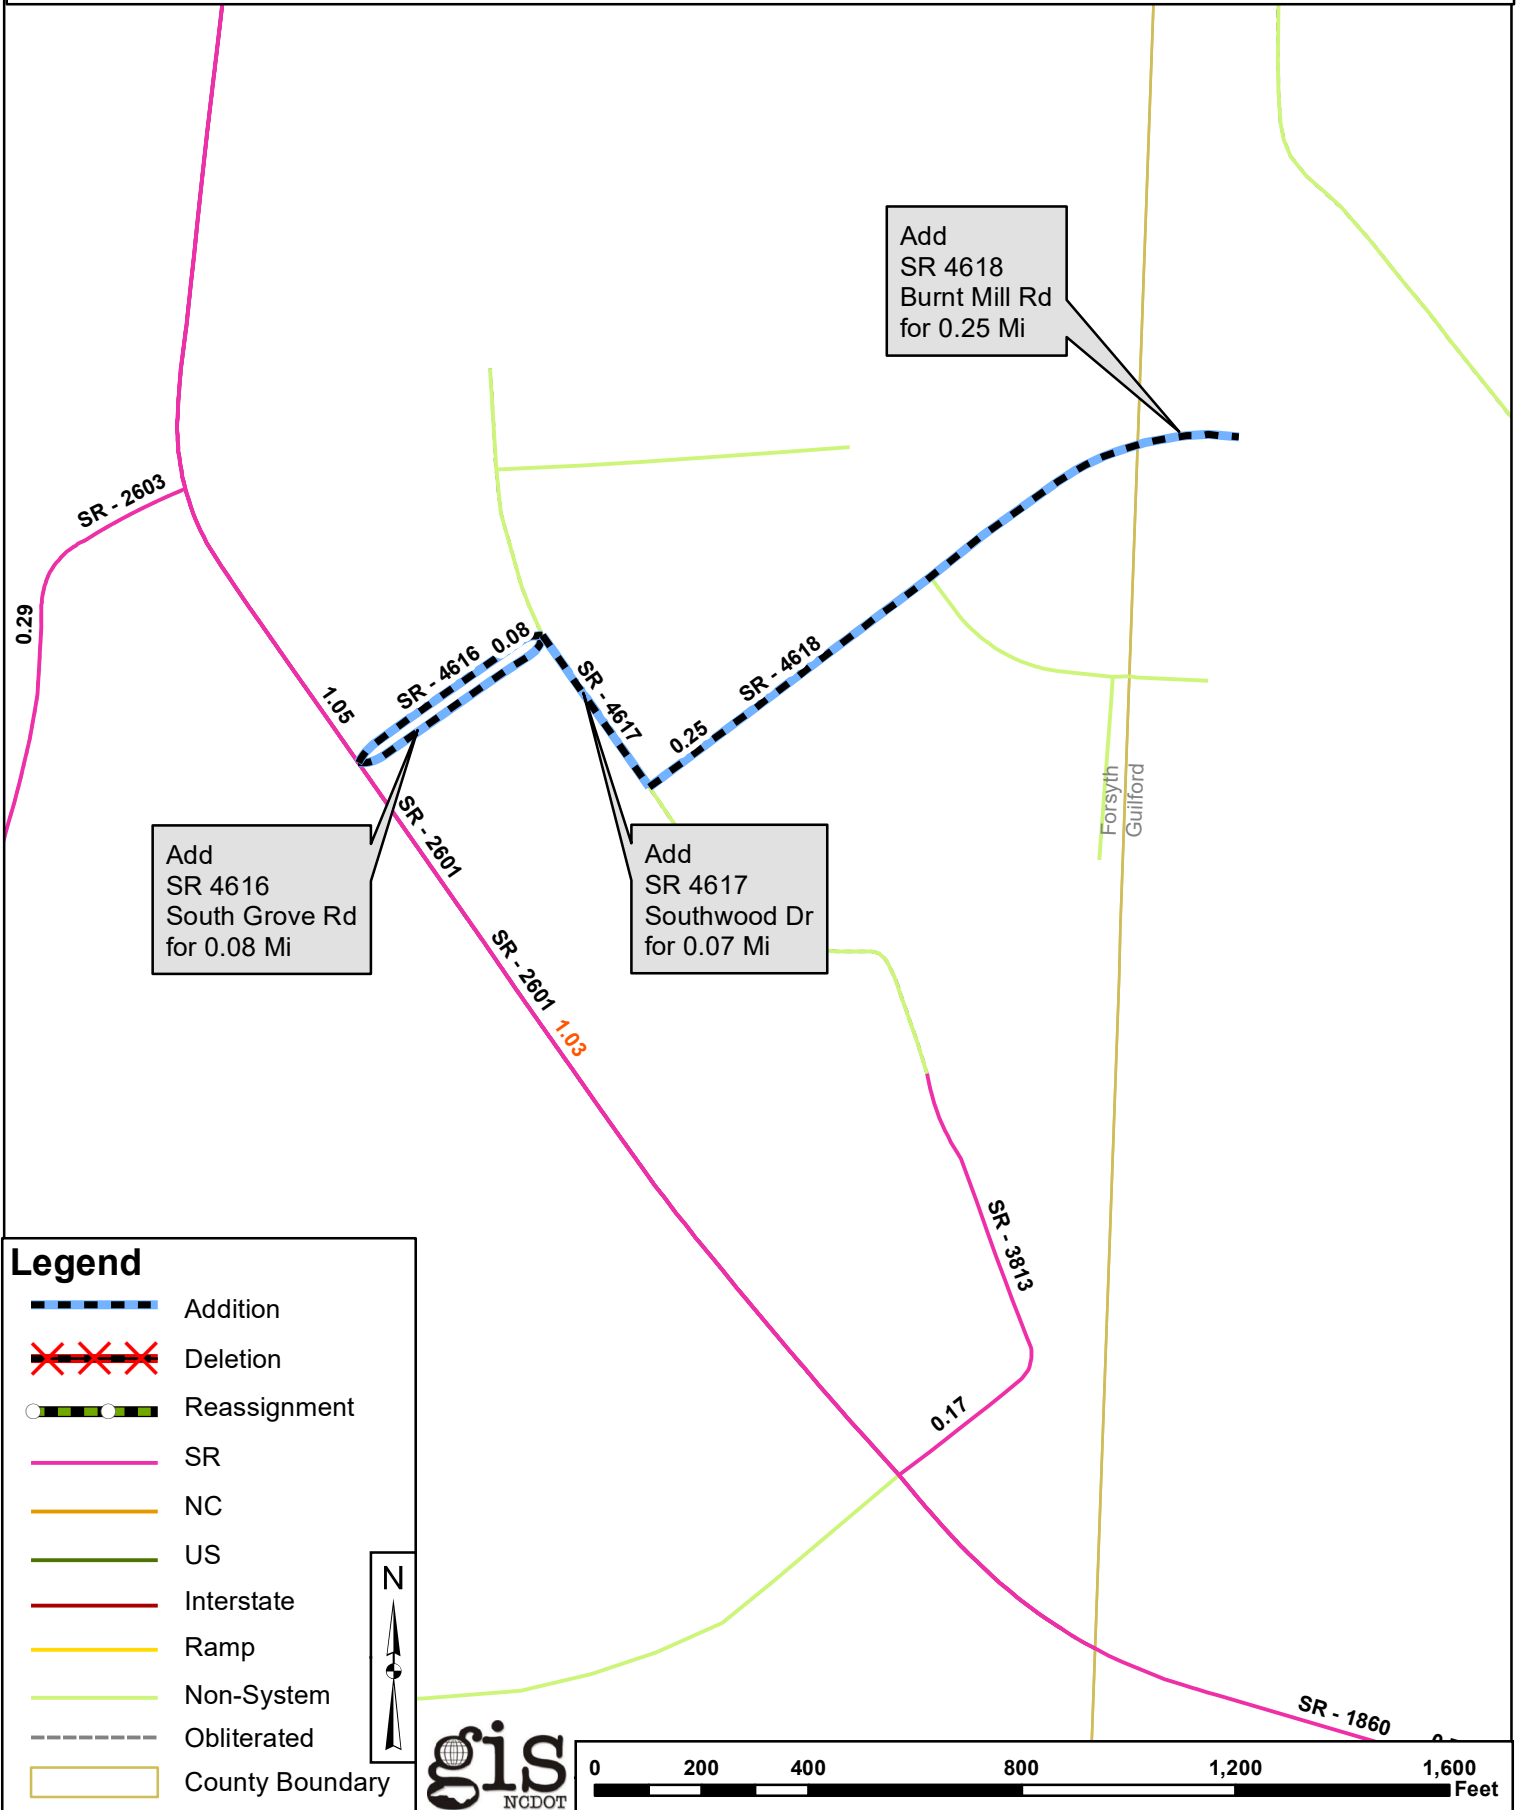 Add
SR 4618
Burnt Mill Rd
for 0.25 Mi
SR - 2603
0.29
1.05
SR - 4616 0.08
SR - 4617
SR - 4618
0.25
Forsyth
Guilford
SR - 2601
Add
SR 4616
South Grove Rd
for 0.08 Mi
Add
SR 4617
Southwood Dr
for 0.07 Mi
SR - 2601 1.03
SR - 3813
0.17
SR - 1860
Legend
Addition
Deletion
Reassignment
SR
NC
US
Interstate
Ramp
Non-System
Obliterated
County Boundary
N
gis
NCDOT
0 200 400 800 1,200 1,600
Feet